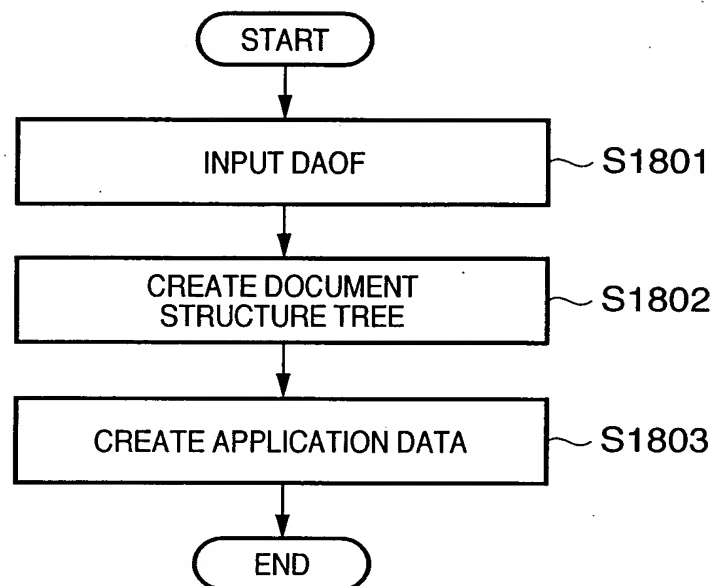 START
INPUT DAOF
S1801
CREATE DOCUMENT
STRUCTURE TREE
S1802
CREATE APPLICATION DATA
S1803
END